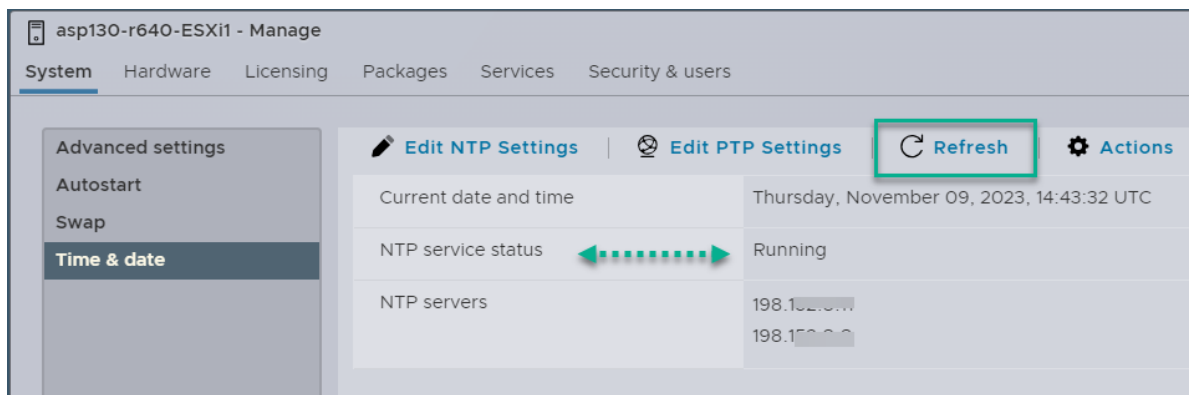 asp130-r640-ESXi1 - Manage
System Hardware Licensing Packages Services Security & users
Advanced settings
Autostart
Swap
Time & date
Edit NTP Settings Edit PTP Settings Refresh Actions
Current date and time Thursday, November 09, 2023, 14:43:32 UTC
NTP service status Running
NTP servers